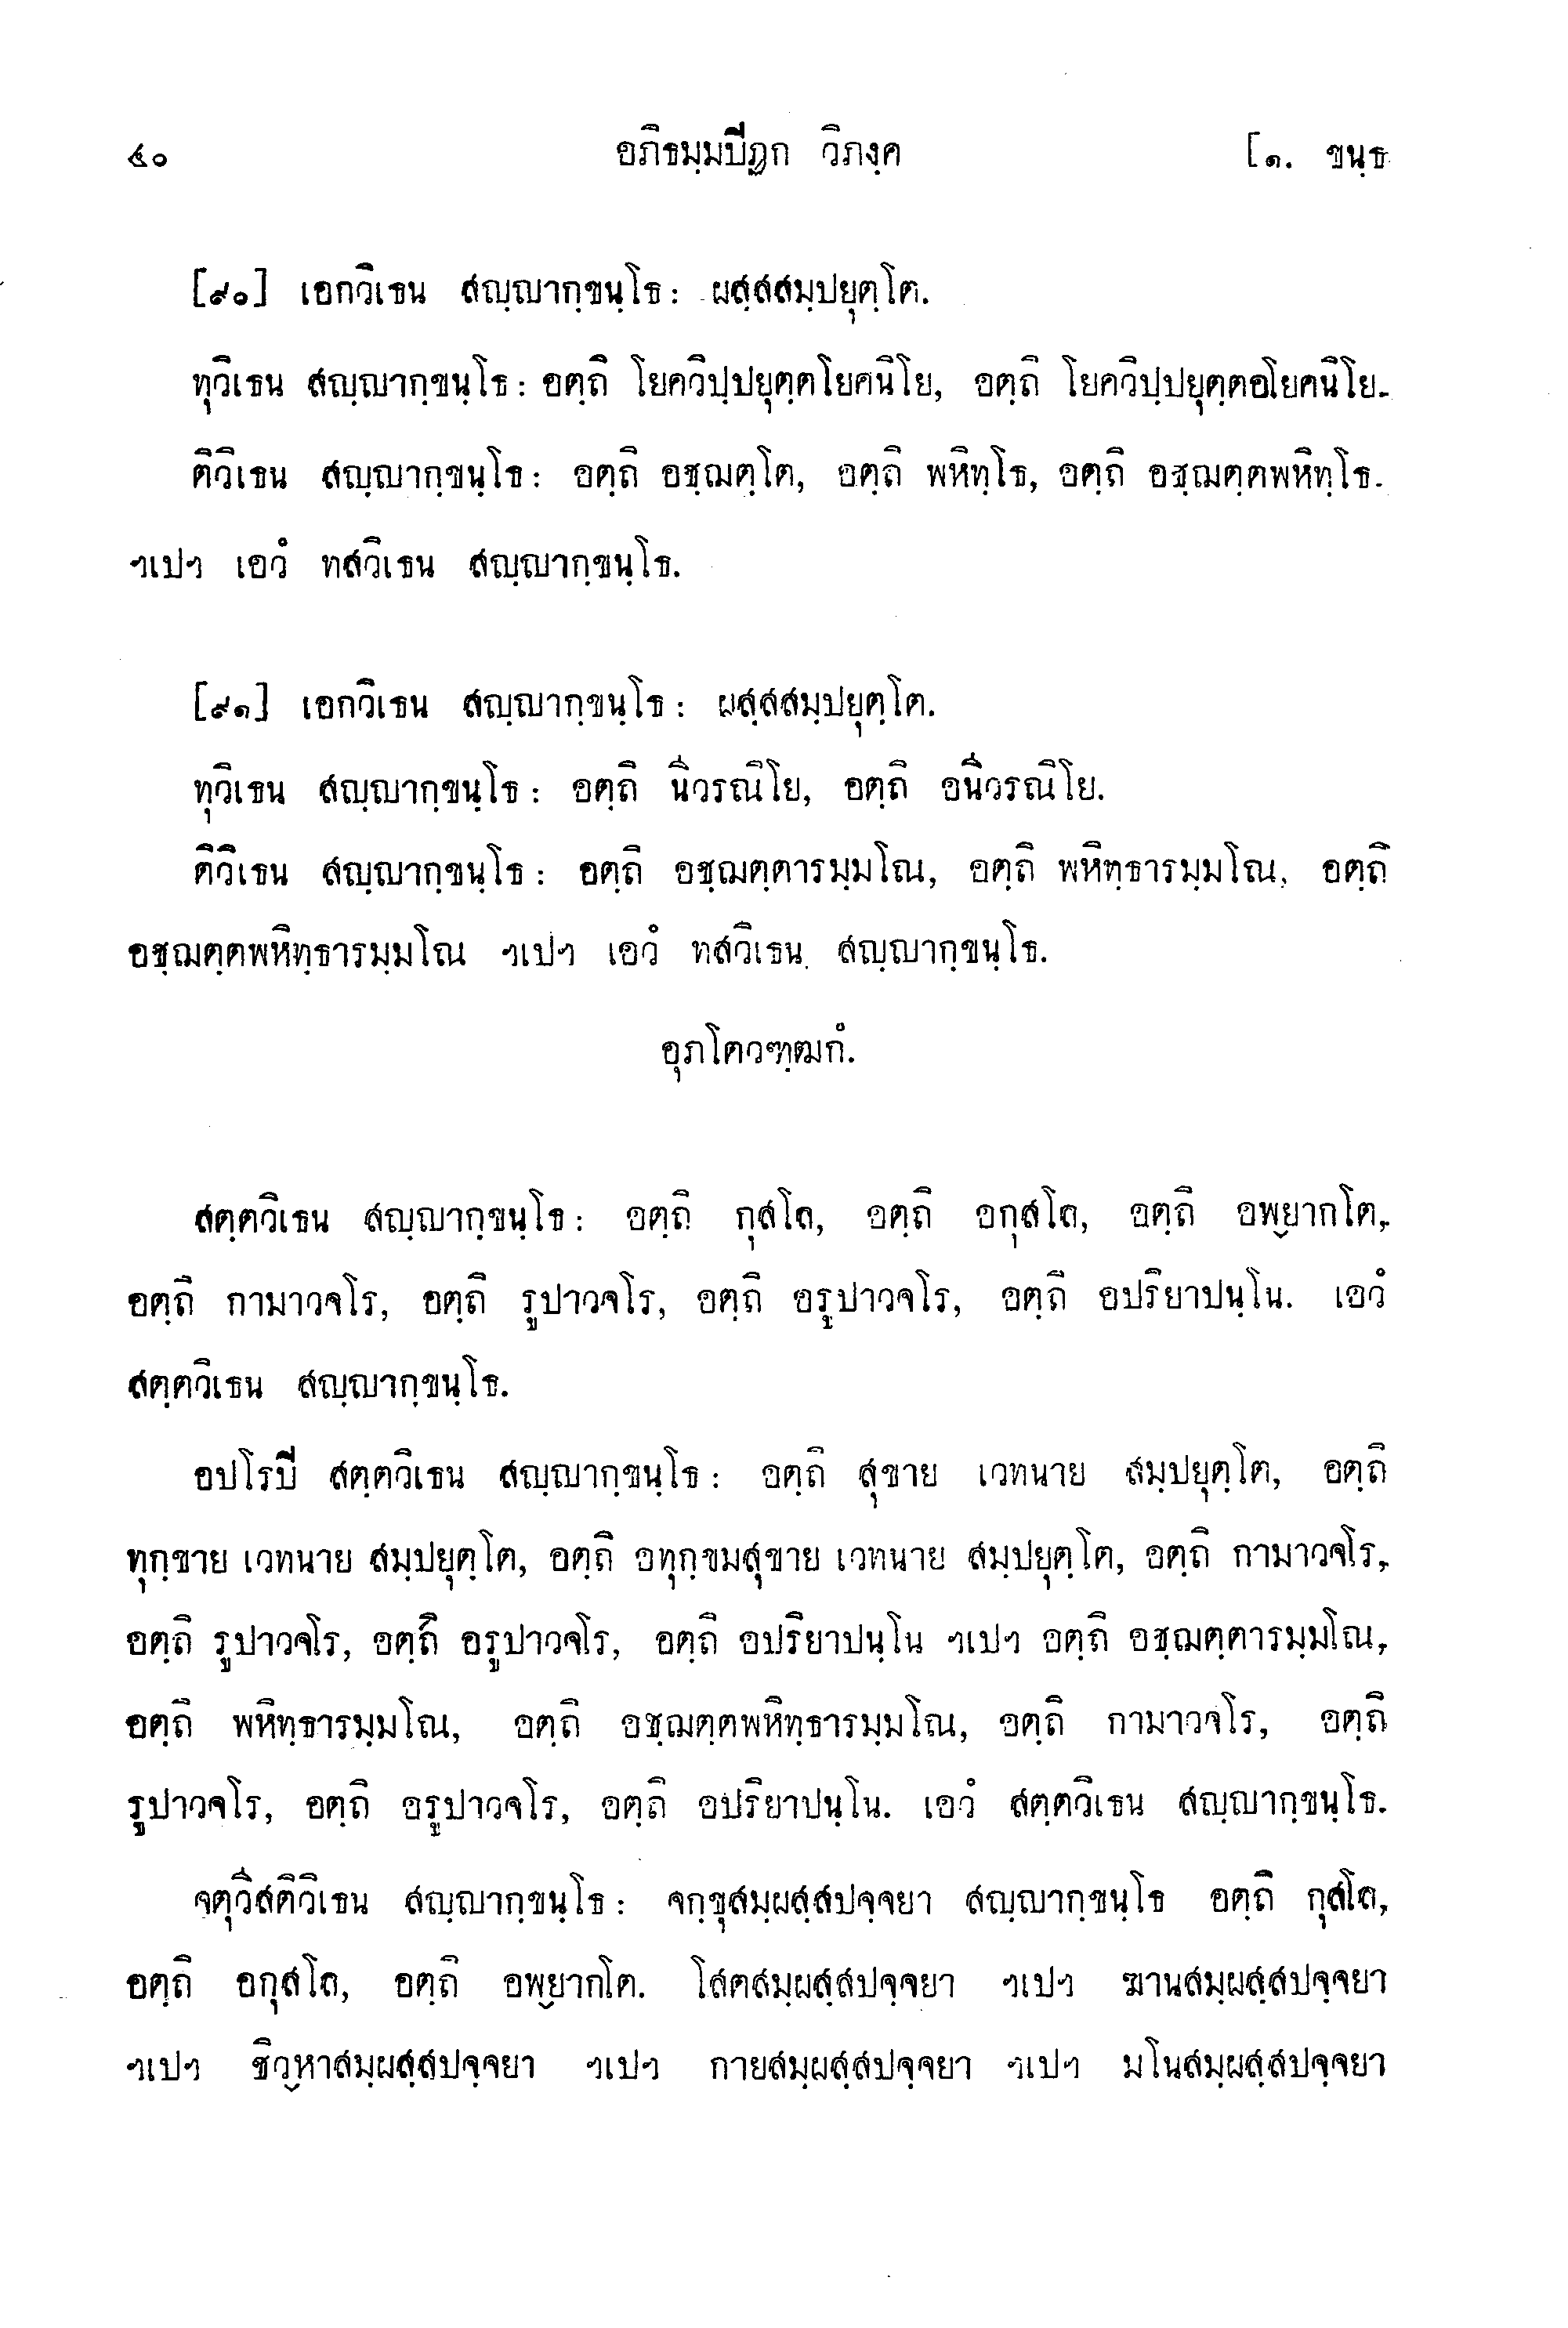 ๕๐ อภิธมฺมปิฏก วิภงฺค [๑. ขนฺธ
[๙๐] เอกวิเธน สญฺญากฺขนฺโธ: ผสฺสสมฺปยุตฺโต.
ทุวิเธน สญฺญากฺขนฺโธ: อตฺถิ โยควิปฺปยุตฺตโยคนิโย, อตฺถิ โยควิปฺปยุตฺตอโยคนิโย.
ติวิเธน สญฺญากฺขนฺโธ: อตฺถิ อชฺฌตฺโต, อตฺถิ พหิทฺโธ, อตฺถิ อชฺฌตฺตพหิทฺโธ.
ฯเปฯ เอวํ ทสวิเธน สญฺญากฺขนฺโธ.
[๙๑] เอกวิเธน สญฺญากฺขนฺโธ: ผสฺสสมฺปยุตฺโต.
ทุวิเธน สญฺญากฺขนฺโธ: อตฺถิ นีวรณิโย, อตฺถิ อนีวรณิโย.
ติวิเธน สญฺญากฺขนฺโธ: อตฺถิ อชฺฌตฺตารมฺมโณ, อตฺถิ พหิทฺธารมฺมโณ, อตฺถิ
อชฺฌตฺตพหิทฺธารมฺมโณ ฯเปฯ เอวํ ทสวิเธน สญฺญากฺขนฺโธ.
อุภโตวฑฺฒกํ.
สตฺตวิเธน สญฺญากฺขนฺโธ: อตฺถิ กุสโล, อตฺถิ อกุสโล, อตฺถิ อพฺยากโต,
อตฺถิ กามาวจโร, อตฺถิ รูปาวจโร, อตฺถิ อรูปาวจโร, อตฺถิ อปริยาปนฺโน. เอวํ
สตฺตวิเธน สญฺญากฺขนฺโธ.
อปโรปิ สตฺตวิเธน สญฺญากฺขนฺโธ: อตฺถิ สุขาย เวทนาย สมฺปยุตฺโต, อตฺถิ
ทุกฺขาย เวทนาย สมฺปยุตฺโต, อตฺถิ อทุกฺขมสุขาย เวทนาย สมฺปยุตฺโต, อตฺถิ กามาวจโร,
อตฺถิ รูปาวจโร, อตฺถิ อรูปาวจโร, อตฺถิ อปริยาปนฺโน ฯเปฯ อตฺถิ อชฺฌตฺตารมฺมโณ,
อตฺถิ พหิทฺธารมฺมโณ, อตฺถิ อชฺฌตฺตพหิทฺธารมฺมโณ, อตฺถิ กามาวจโร, อตฺถิ
รูปาวจโร, อตฺถิ อรูปาวจโร, อตฺถิ อปริยาปนฺโน. เอวํ สตฺตวิเธน สญฺญากฺขนฺโธ.
จตุวีสติวิเธน สญฺญากฺขนฺโธ: จกฺขุสมฺผสฺสปจฺจยา สญฺญากฺขนฺโธ อตฺถิ กุสโล,
อตฺถิ อกุสโล, อตฺถิ อพฺยากโต. โสตสมฺผสฺสปจฺจยา ฯเปฯ ฆานสมฺผสฺสปจฺจยา
ฯเปฯ ชิวฺหาสมฺผสฺสปจฺจยา ฯเปฯ กายสมฺผสฺสปจฺจยา ฯเปฯ มโนสมฺผสฺสปจฺจยา